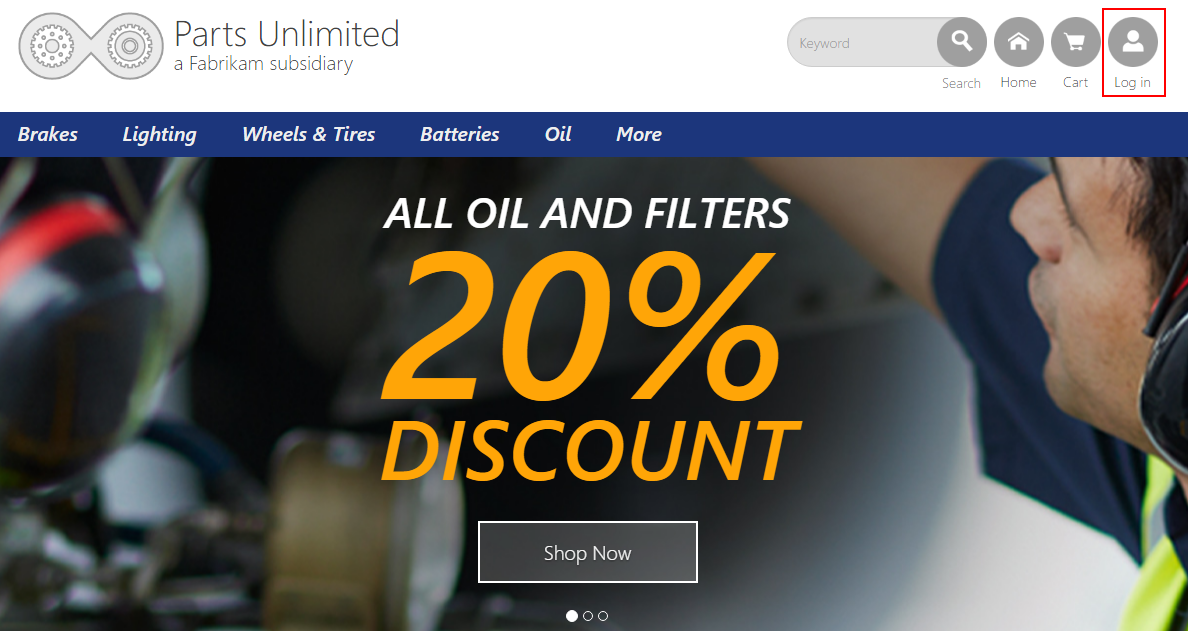 Parts Unlimited
a Fabrikam subsidiary
Keyword
Search
Home
Cart
Log in
Brakes
Lighting
Wheels & Tires
Batteries
Oil
More
ALL OIL AND FILTERS
20%
DISCOUNT
Shop Now